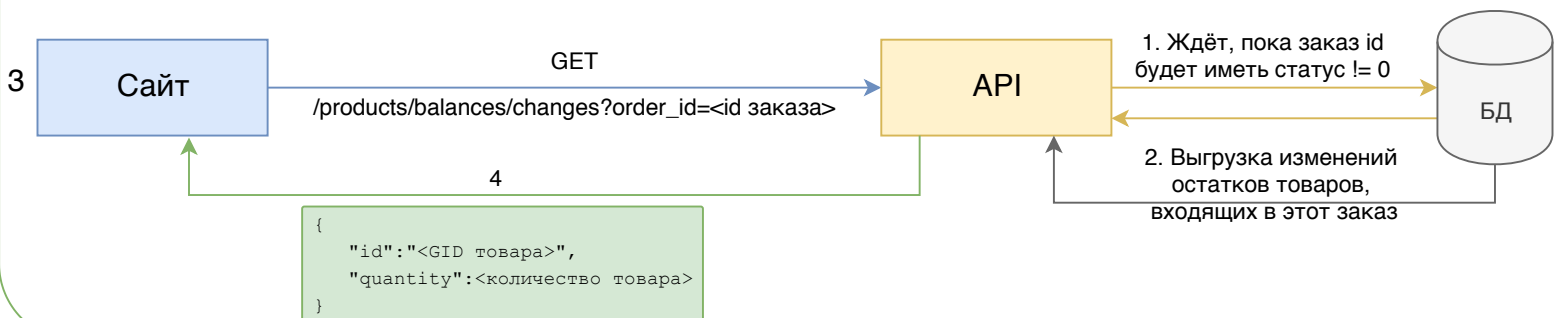 3
Сайт
GET
/products/balances/changes?order_id=<id заказа>
API
1. Ждёт, пока заказ id
будет иметь статус != 0
БД
2. Выгрузка изменений
остатков товаров,
входящих в этот заказ
4
{
"id":"<GID товара>",
"quantity":<количество товара>
}